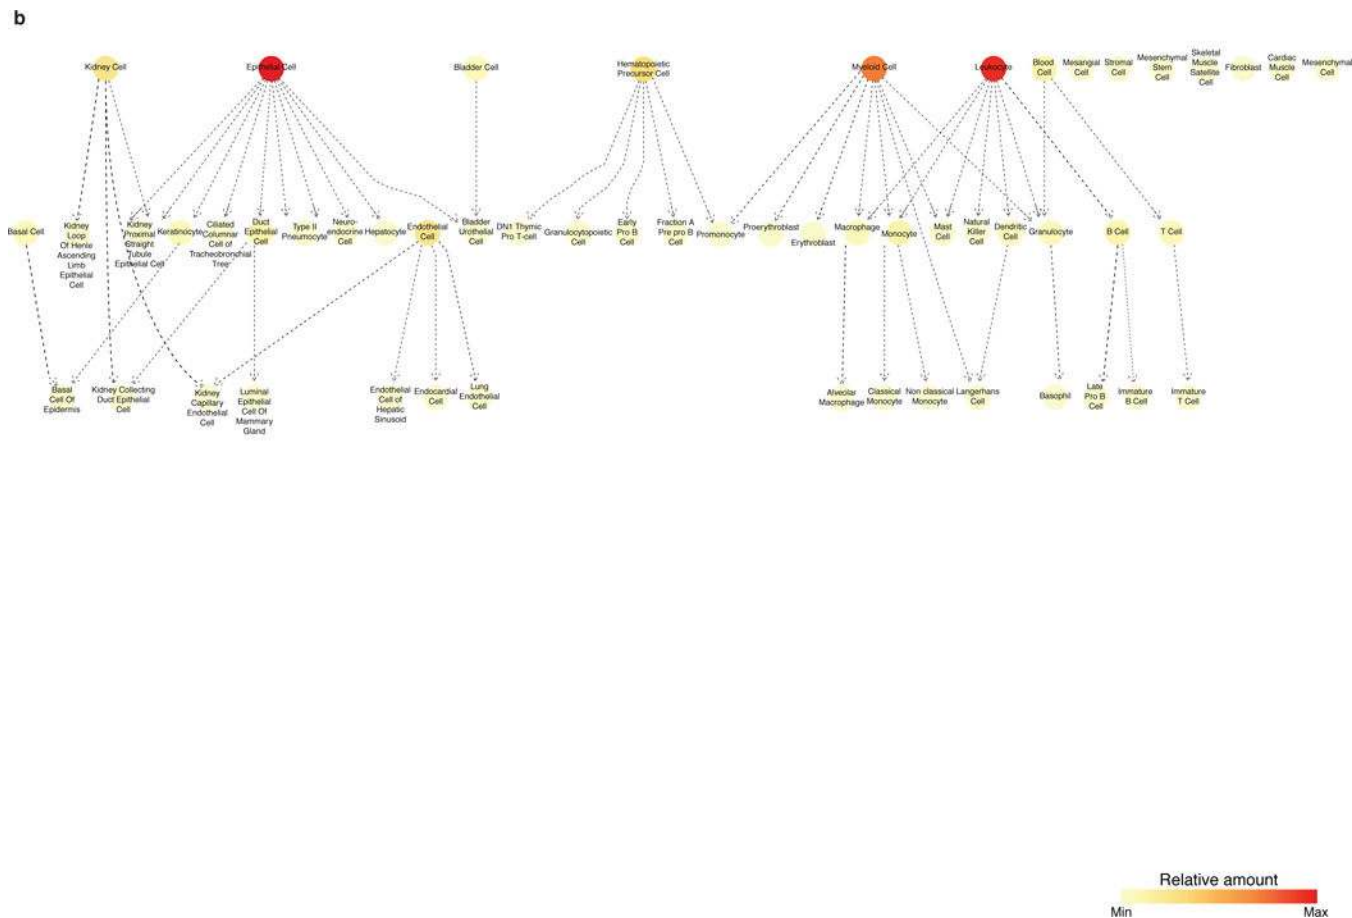 b
Kidney Cell
Epithelial Cell
Bladder Cell
Hematopoietic
Precursor Cell
Myeloid Cell
Leukocyte
Blood
Cell
Mesangial
Cell
Stromal
Cell
Mesenchymal
Stem
Cell
Skeletal
Muscle
Satellite
Cell
Fibroblast
Cardiac
Muscle
Cell
Mesenchymal
Cell
Basal Cell
Kidney
Loop
Of Henle
Ascending
Limb
Epithelial
Cell
Kidney
Proximal
Straight
Tubule
Epithelial Cell
Keratinocyte
Ciliated
Columnar
Cell of
Tracheobronchial
Tree
Duct
Epithelial
Cell
Type II
Pneumocyte
Neuro-
endocrine
Cell
Hepatocyte
Endothelial
Cell
Bladder
Urothelial
Cell
DN1 Thymic
Pro T-cell
Granulocytopoietic
Cell
Early
Pro B
Cell
Fraction A
Pre pro B
Cell
Promonocyte
Proerythroblast
Erythroblast
Macrophage
Monocyte
Mast
Cell
Natural
Killer
Cell
Dendritic
Cell
Granulocyte
B Cell
T Cell
Basal
Cell Of
Epidermis
Kidney Collecting
Duct Epithelial
Cell
Kidney
Capillary
Endothelial
Cell
Luminal
Epithelial
Cell Of
Mammary
Gland
Endothelial
Cell of
Hepatic
Sinusoid
Endocardial
Cell
Lung
Endothelial
Cell
Alveolar
Macrophage
Classical
Monocyte
Non classical
Monocyte
Langerhans
Cell
Basophil
Late
Pro B
Cell
Immature
B Cell
Immature
T Cell
Relative amount
Min
Max